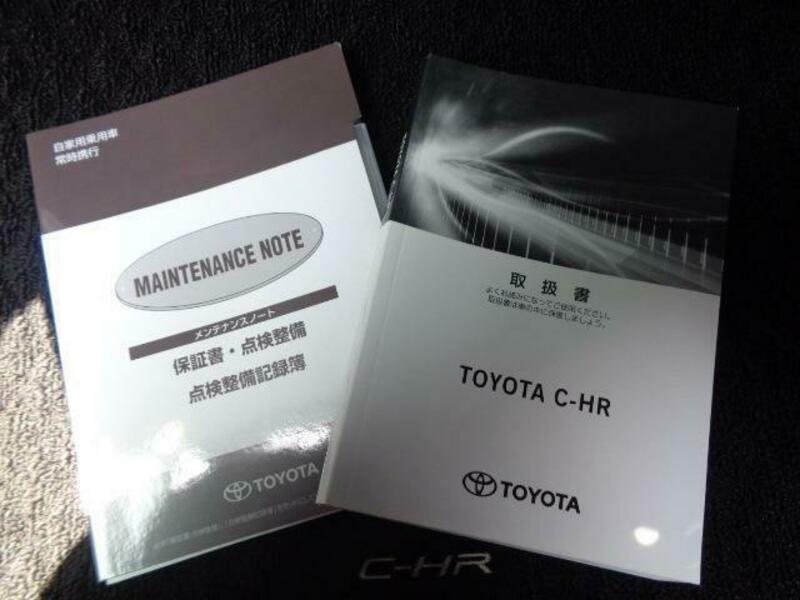 自家用乗用車
常時携行
MAINTENANCE NOTE
メンテナンスノート
保証書・点検整備
点検整備記録簿
TOYOTA
取扱書
よくお読みになってご使用ください。
取扱書は車の中に保管しましょう。
TOYOTA C-HR
TOYOTA
C-HR